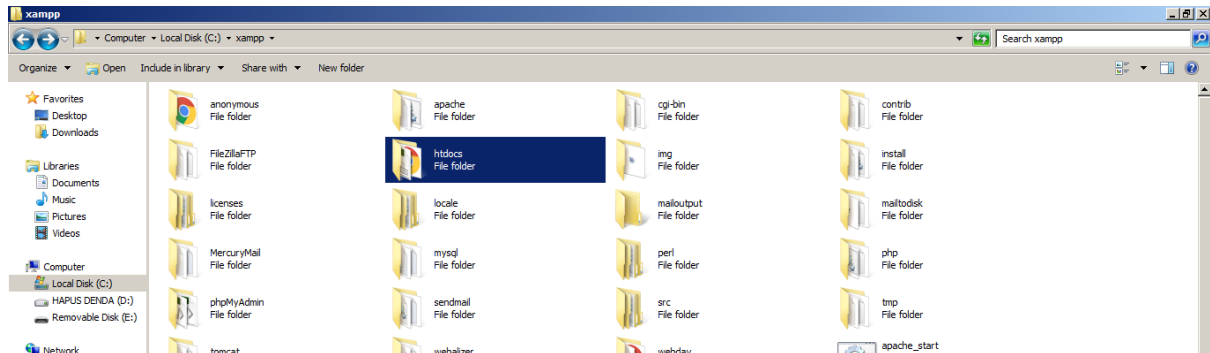 xampp
Computer Local Disk (C:) xampp
Search xampp
Organize Open Include in library Share with New folder
Favorites
Desktop
Downloads
Libraries
Documents
Music
Pictures
Videos
Computer
Local Disk (C:)
HAPUS DENDA (D:)
Removable Disk (E:)
Network
anonymous
File folder
apache
File folder
cgi-bin
File folder
contrib
File folder
FileZillaFTP
File folder
htdocs
File folder
img
File folder
install
File folder
licenses
File folder
locale
File folder
mailoutput
File folder
mailtodisk
File folder
MercuryMail
File folder
mysql
File folder
perl
File folder
php
File folder
phpMyAdmin
File folder
sendmail
File folder
src
File folder
tmp
File folder
tomcat
webalizer
webdav
apache_start